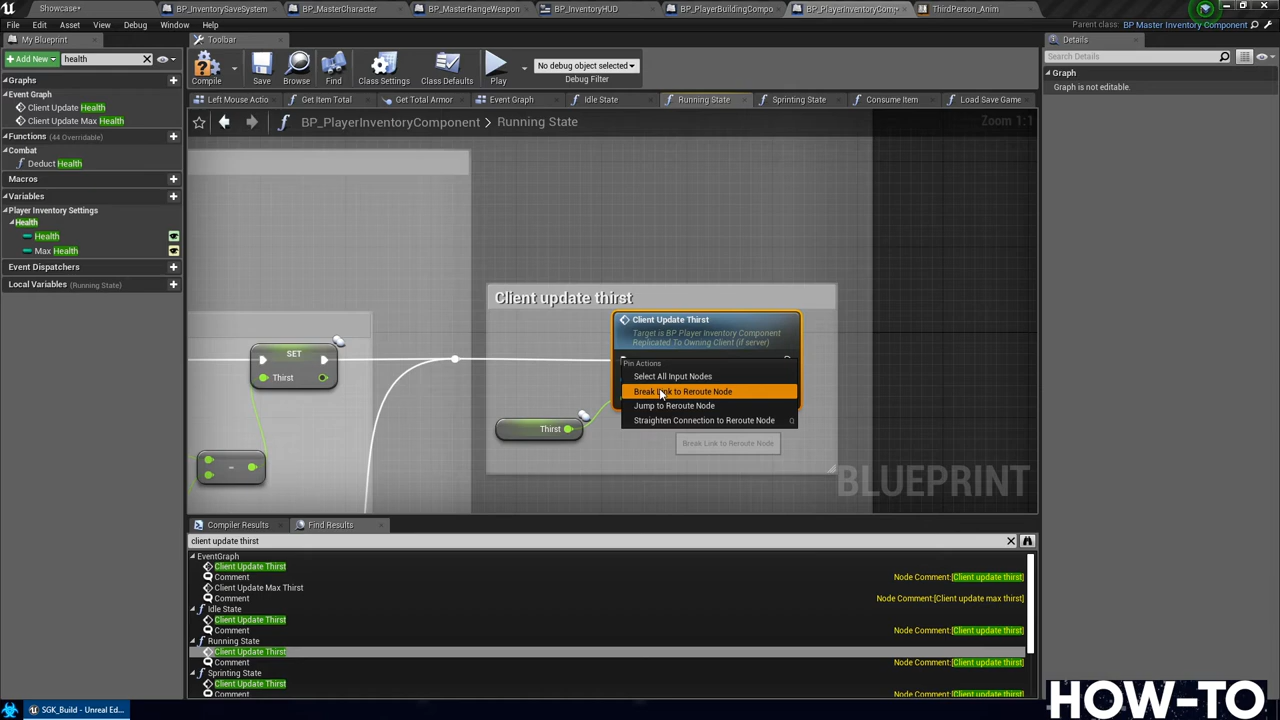 Showcase*
BP_InventorySaveSystem
BP_MasterCharacter
BP_MasterRangeWeapon
BP_InventoryHUD
BP_PlayerBuildingCompo
BP_PlayerInventoryComp
ThirdPerson_Anim
File Edit Asset View Debug Window Help
Parent class: BP Master Inventory Component
My Blueprint
Toolbar
Details
Add New
health
Compile
Save
Browse
Find
Class Settings
Class Defaults
Play
No debug object selected
Debug Filter
Search Details
Graph
Graph is not editable.
Graphs
Event Graph
Client Update Health
Client Update Max Health
Functions (44 Overridable)
Combat
Deduct Health
Macros
Variables
Player Inventory Settings
Health
Health
Max Health
Event Dispatchers
Local Variables (Running State)
Left Mouse Actio
Get Item Total
Get Total Armor
Event Graph
Idle State
Running State
Sprinting State
Consume Item
Load Save Game
BP_PlayerInventoryComponent > Running State
Zoom 1:1
Client update thirst
Client Update Thirst
Target is BP Player Inventory Component
Replicated To Owning Client (if server)
SET
Thirst
Pin Actions
Select All Input Nodes
Break Link to Reroute Node
Jump to Reroute Node
Straighten Connection to Reroute Node Q
Thirst
Break Link to Reroute Node
-
BLUEPRINT
Compiler Results
Find Results
client update thirst
EventGraph
Client Update Thirst
Comment Node Comment:[Client update thirst]
Client Update Max Thirst
Comment Node Comment:[Client update max thirst]
Idle State
Client Update Thirst
Comment Node Comment:[Client update thirst]
Running State
Client Update Thirst
Comment Node Comment:[Client update thirst]
Sprinting State
Client Update Thirst
Comment Node Comment:[Client update thirst]
SGK_Build - Unreal Ed...
HOW-TO